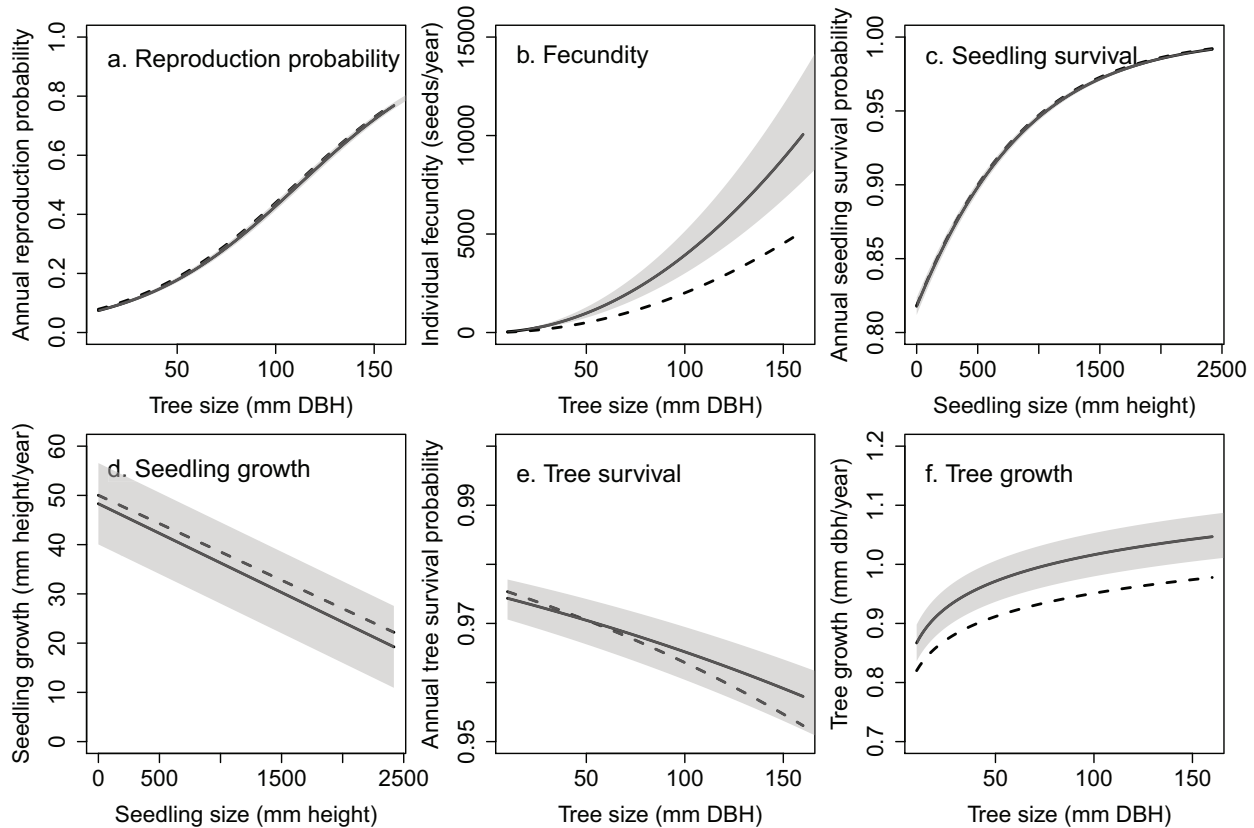 a. Reproduction probability
Annual reproduction probability
0.0 0.2 0.4 0.6 0.8 1.0
50 100 150
Tree size (mm DBH)
b. Fecundity
Individual fecundity (seeds/year)
0 5000 10000 15000
50 100 150
Tree size (mm DBH)
c. Seedling survival
Annual seedling survival probability
0.80 0.85 0.90 0.95 1.00
0 500 1500 2500
Seedling size (mm height)
d. Seedling growth
Seedling growth (mm height/year)
0 10 20 30 40 50 60
0 500 1500 2500
Seedling size (mm height)
e. Tree survival
Annual tree survival probability
0.95 0.97 0.99
50 100 150
Tree size (mm DBH)
f. Tree growth
Tree growth (mm dbh/year)
0.7 0.8 0.9 1.0 1.1 1.2
50 100 150
Tree size (mm DBH)